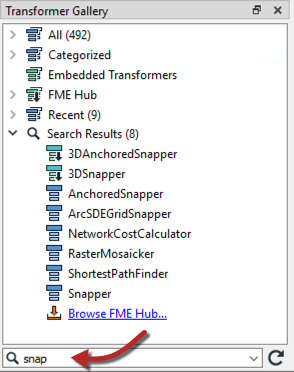 Transformer Gallery
All (492)
Categorized
Embedded Transformers
FME Hub
Recent (9)
Search Results (8)
3DAnchoredSnapper
3DSnapper
AnchoredSnapper
ArcSDEGridSnapper
NetworkCostCalculator
RasterMosaicker
ShortestPathFinder
Snapper
Browse FME Hub...
snap